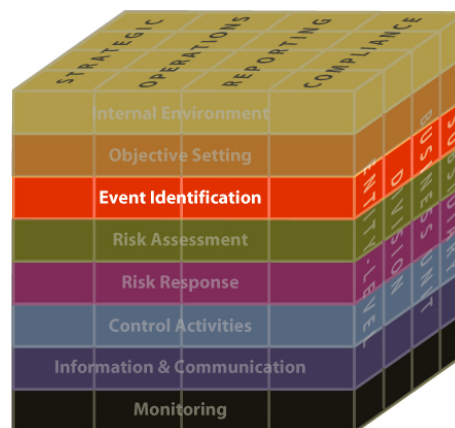 STRATEGIC
OPERATIONS
REPORTING
COMPLIANCE
Internal Environment
Objective Setting
Event Identification
Risk Assessment
Risk Response
Control Activities
Information & Communication
Monitoring
ENTITY-LEVEL
DIVISION
BUSINESS UNIT
SUBSIDIARY